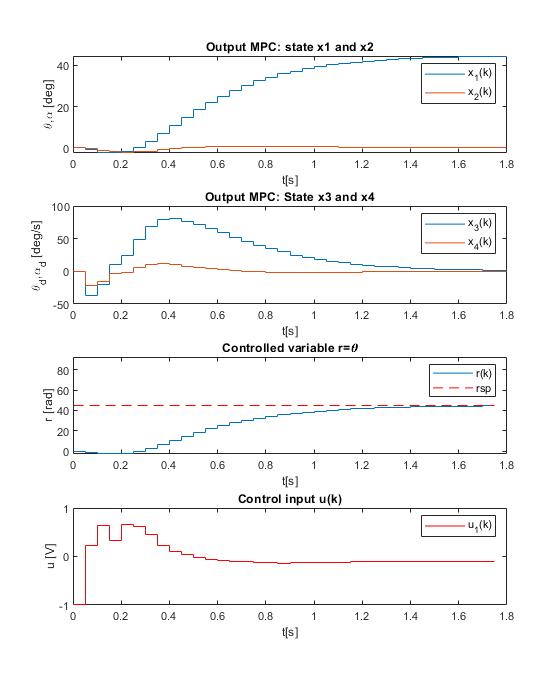 Output MPC: state x1 and x2
θ,α [deg]
40
20
0
x1(k)
x2(k)
0 0.2 0.4 0.6 0.8 1 1.2 1.4 1.6 1.8
t[s]
Output MPC: State x3 and x4
θd,αd [deg/s]
100
50
0
-50
x3(k)
x4(k)
0 0.2 0.4 0.6 0.8 1 1.2 1.4 1.6 1.8
t[s]
Controlled variable r=θ
r [rad]
80
60
40
20
0
r(k)
rsp
0 0.2 0.4 0.6 0.8 1 1.2 1.4 1.6 1.8
t[s]
Control input u(k)
u [V]
1
0
-1
u1(k)
0 0.2 0.4 0.6 0.8 1 1.2 1.4 1.6 1.8
t[s]